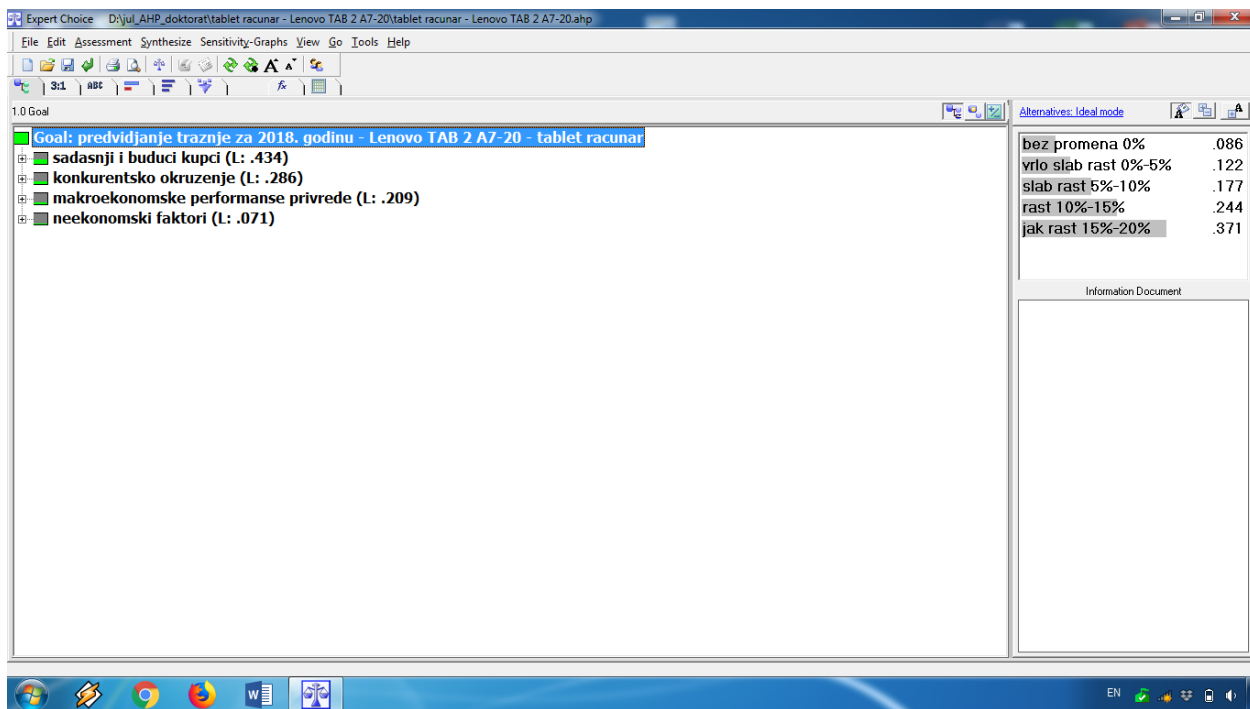 Expert Choice D:\jul_AHP_doktorat\tablet racunar - Lenovo TAB 2 A7-20\tablet racunar - Lenovo TAB 2 A7-20.ahp
File Edit Assessment Synthesize Sensitivity-Graphs View Go Tools Help
3:1 ABC fx
1.0 Goal
Alternatives: Ideal mode
Goal: predvidjanje traznje za 2018. godinu - Lenovo TAB 2 A7-20 - tablet racunar
sadasnji i buduci kupci (L: .434)
konkurentsko okruzenje (L: .286)
makroekonomske performanse privrede (L: .209)
neekonomski faktori (L: .071)
bez promena 0% .086
vrlo slab rast 0%-5% .122
slab rast 5%-10% .177
rast 10%-15% .244
jak rast 15%-20% .371
Information Document
EN